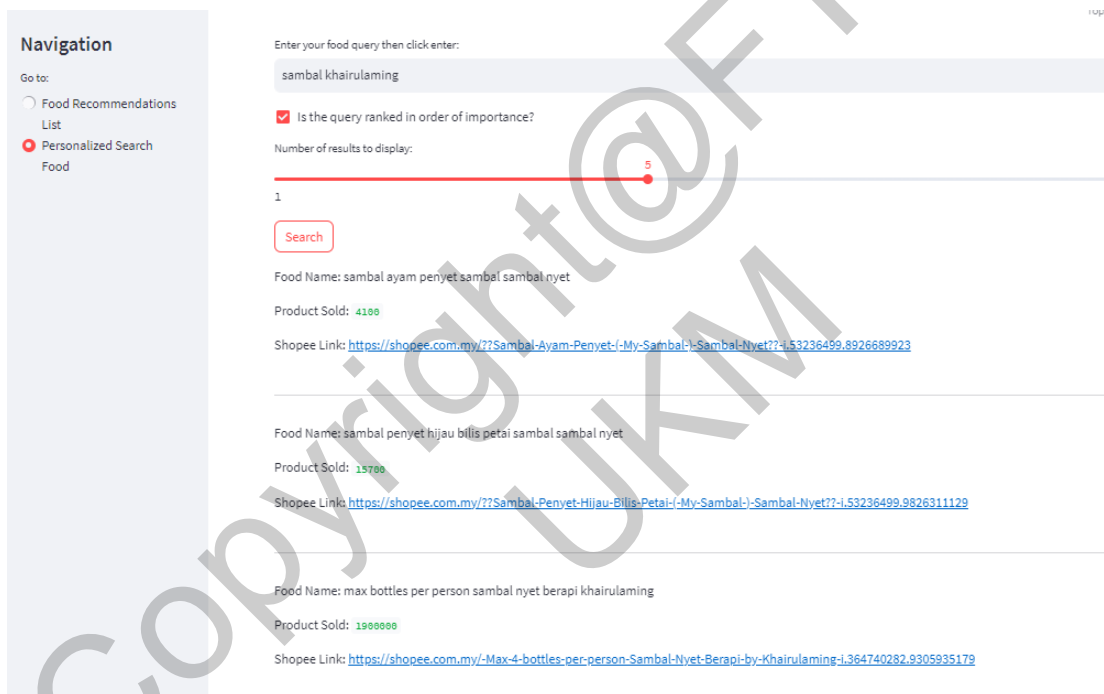 Navigation
Go to:
Food Recommendations
List
Personalized Search
Food
Enter your food query then click enter:
sambal khairulaming
Is the query ranked in order of importance?
Number of results to display:
5
1
Search
Food Name: sambal ayam penyet sambal sambal nyet
Product Sold: 4100
Shopee Link: https://shopee.com.my/??Sambal-Ayam-Penyet-(-My-Sambal-)-Sambal-Nyet??-i.53236499.8926689923
Food Name: sambal penyet hijau bilis petai sambal sambal nyet
Product Sold: 15700
Shopee Link: https://shopee.com.my/??Sambal-Penyet-Hijau-Bilis-Petai-(-My-Sambal-)-Sambal-Nyet??-i.53236499.9826311129
Food Name: max bottles per person sambal nyet berapi khairulaming
Product Sold: 1900000
Shopee Link: https://shopee.com.my/-Max-4-bottles-per-person-Sambal-Nyet-Berapi-by-Khairulaming-i.364740282.9305935179
Copyright@F
UKM